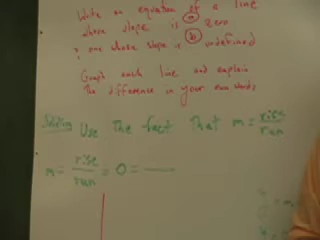 Write an equation of a line
whose slope is (a) zero
& one whose slope is (b) undefined
Graph each line and explain
The difference in your own words
Solution Use The fact That m = rise/run
m = rise/run = 0 =